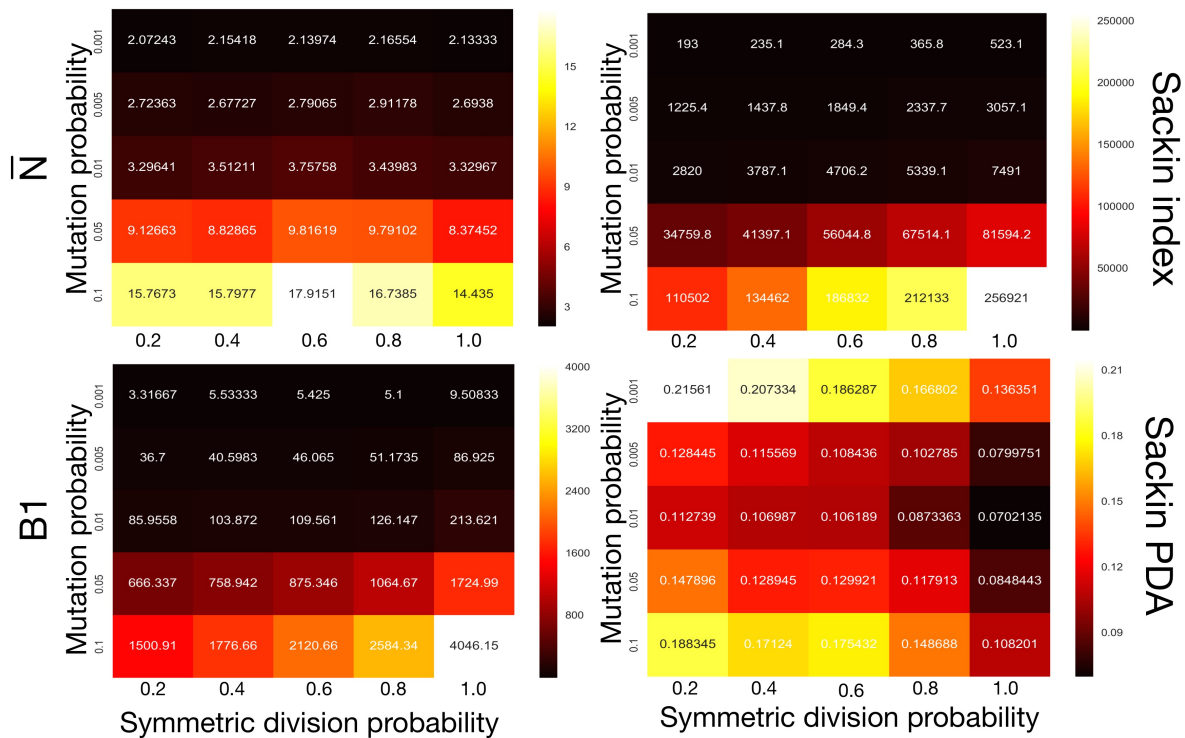 N̅
Mutation probability
0.001
2.07243 2.15418 2.13974 2.16554 2.13333
0.005
2.72363 2.67727 2.79065 2.91178 2.6938
0.01
3.29641 3.51211 3.75758 3.43983 3.32967
0.05
9.12663 8.82865 9.81619 9.79102 8.37452
0.1
15.7673 15.7977 17.9151 16.7385 14.435
0.2 0.4 0.6 0.8 1.0
15
12
9
6
3
Mutation probability
0.001
193 235.1 284.3 365.8 523.1
0.005
1225.4 1437.8 1849.4 2337.7 3057.1
0.01
2820 3787.1 4706.2 5339.1 7491
0.05
34759.8 41397.1 56044.8 67514.1 81594.2
0.1
110502 134462 186832 212133 256921
0.2 0.4 0.6 0.8 1.0
250000
200000
150000
100000
50000
Sackin index
B1
Mutation probability
0.001
3.31667 5.53333 5.425 5.1 9.50833
0.005
36.7 40.5983 46.065 51.1735 86.925
0.01
85.9558 103.872 109.561 126.147 213.621
0.05
666.337 758.942 875.346 1064.67 1724.99
0.1
1500.91 1776.66 2120.66 2584.34 4046.15
0.2 0.4 0.6 0.8 1.0
Symmetric division probability
4000
3200
2400
1600
800
Mutation probability
0.001
0.21561 0.207334 0.186287 0.166802 0.136351
0.005
0.128445 0.115569 0.108436 0.102785 0.0799751
0.01
0.112739 0.106987 0.106189 0.0873363 0.0702135
0.05
0.147896 0.128945 0.129921 0.117913 0.0848443
0.1
0.188345 0.17124 0.175432 0.148688 0.108201
0.2 0.4 0.6 0.8 1.0
Symmetric division probability
0.21
0.18
0.15
0.12
0.09
Sackin PDA